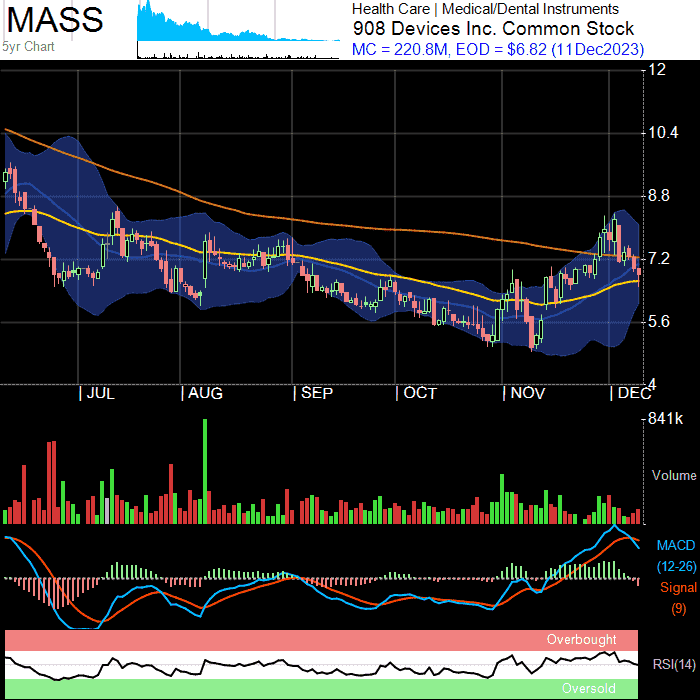 MASS
5yr Chart
Health Care | Medical/Dental Instruments
908 Devices Inc. Common Stock
MC = 220.8M, EOD = $6.82 (11Dec2023)
12
10.4
8.8
7.2
5.6
4
| JUL | AUG | SEP | OCT | NOV | DEC
841k
Volume
MACD
(12-26)
Signal
(9)
Overbought
RSI(14)
Oversold